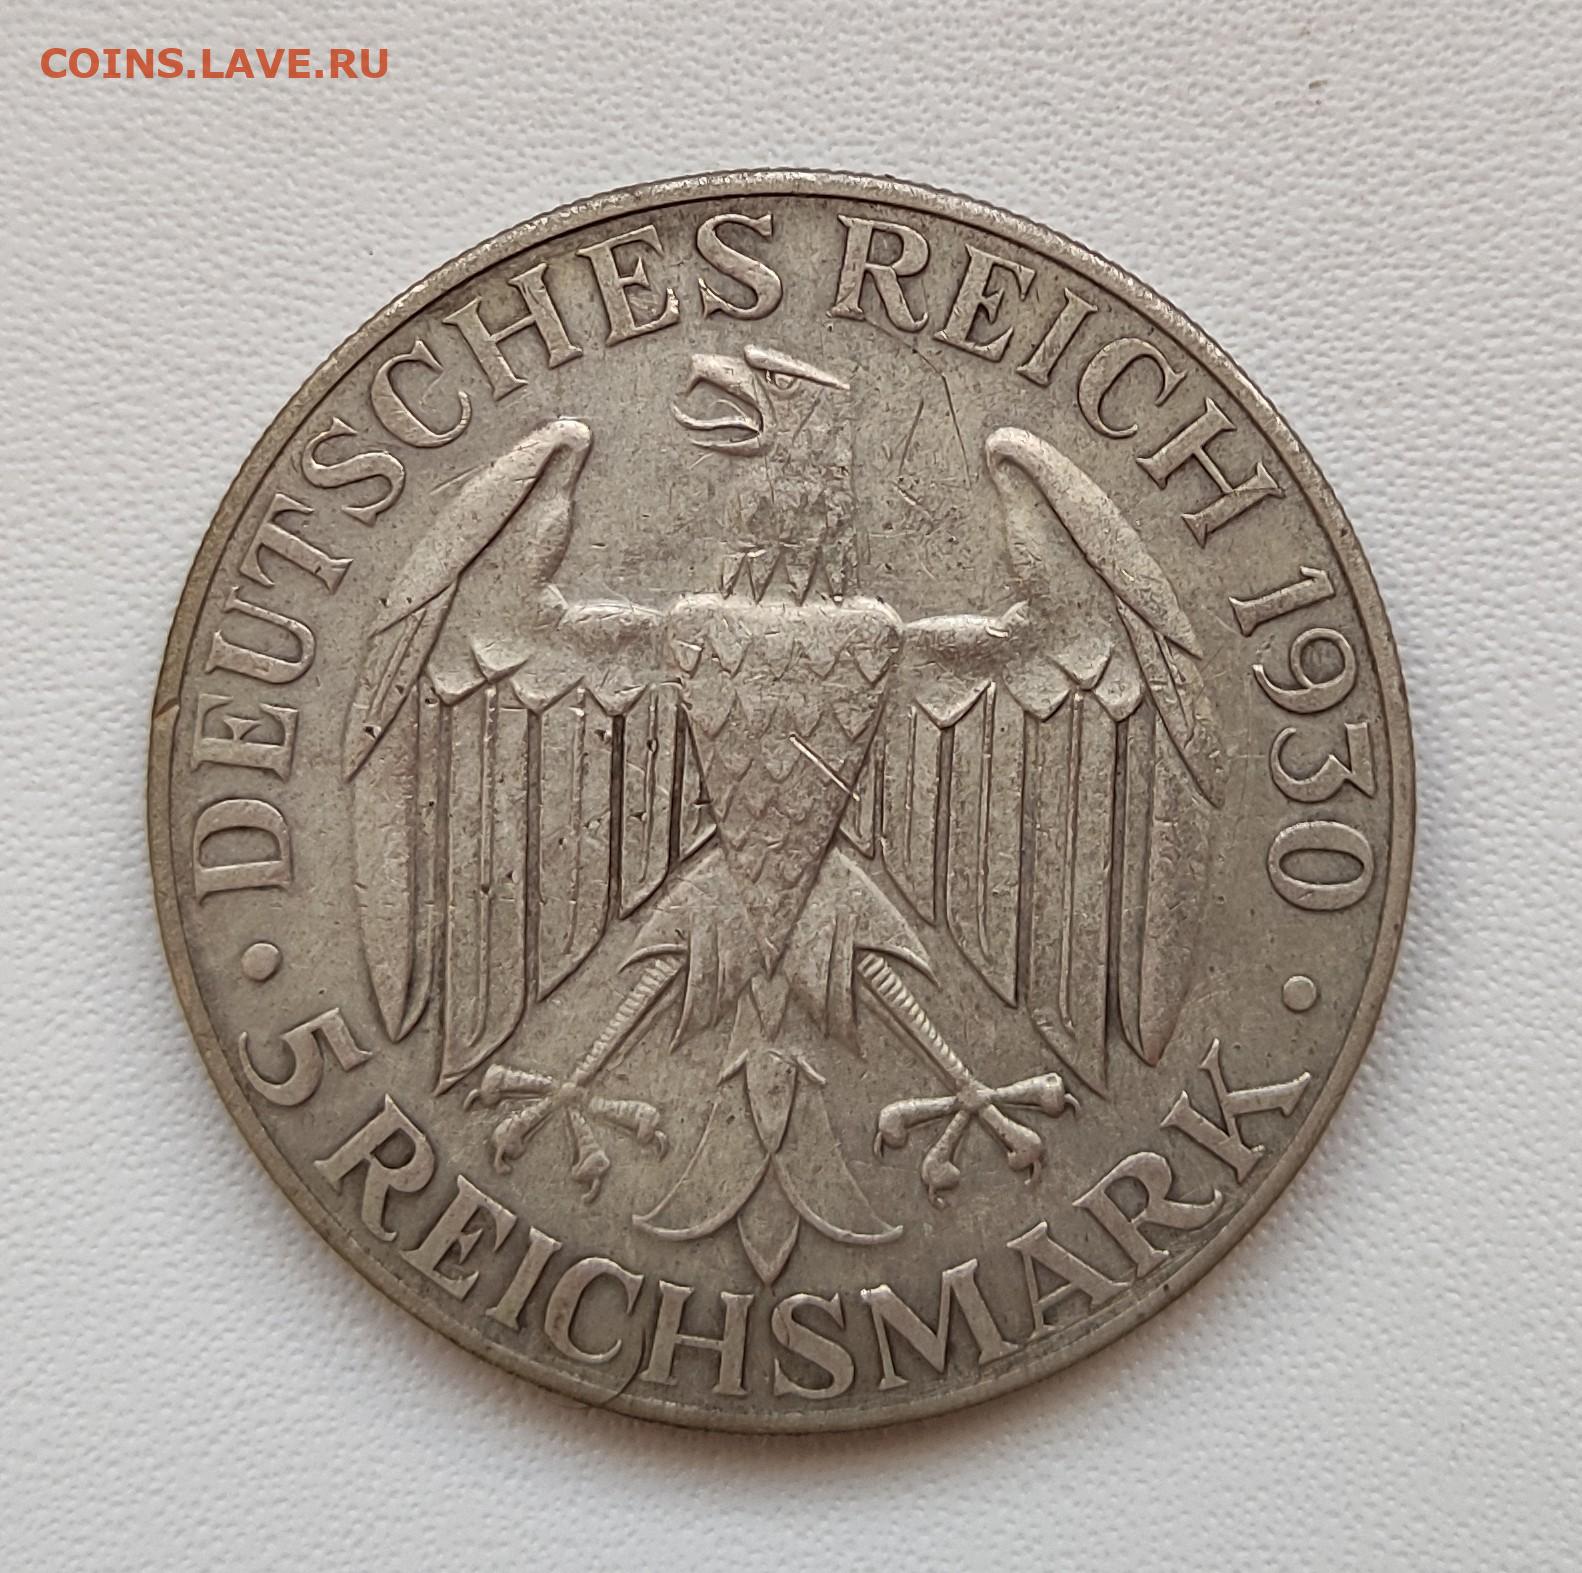 COINS.LAVE.RU
DEUTSCHES REICH 1930
· 5 REICHSMARK ·